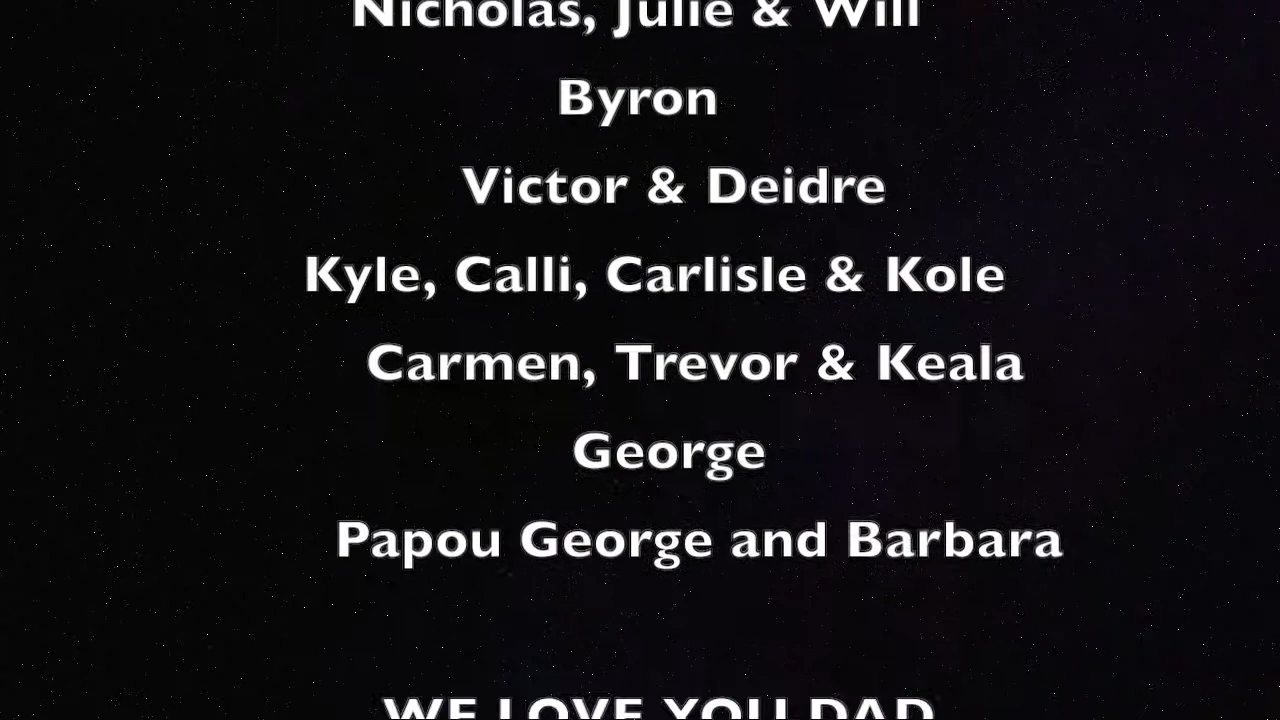 Nicholas, Julie & Will
Byron
Victor & Deidre
Kyle, Calli, Carlisle & Kole
Carmen, Trevor & Keala
George
Papou George and Barbara
WE LOVE YOU DAD